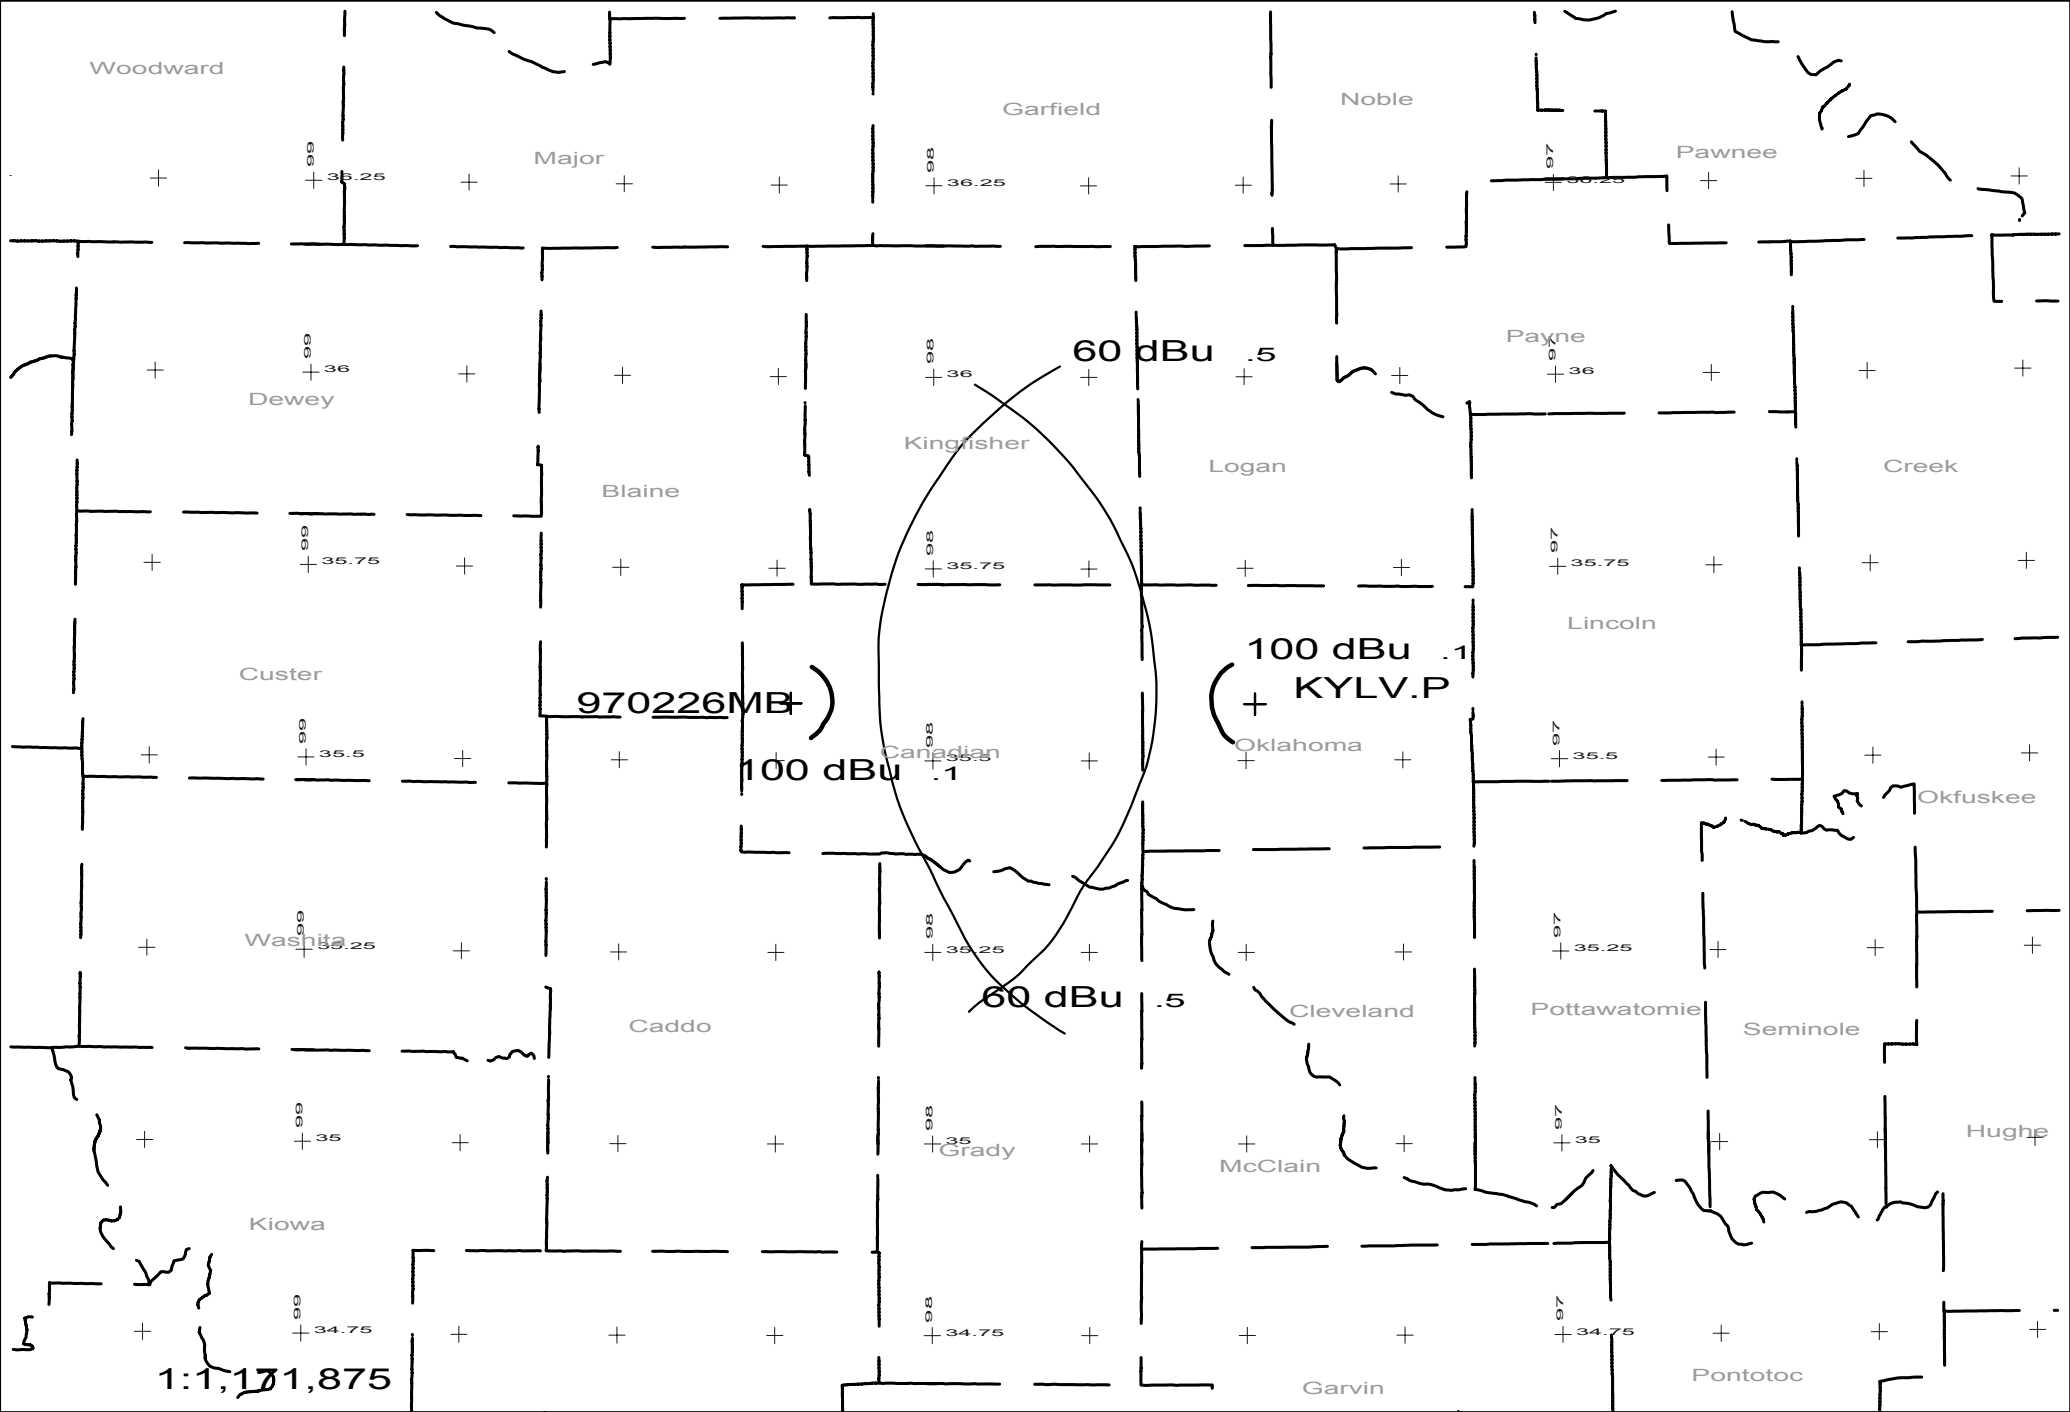 Woodward
Noble
Garfield
Pawnee
Major
99
98
97
36.25
36.25
36.25
Payne
60 dBu .5
99
98
97
36
36
36
Dewey
Kingfisher
Logan
Creek
Blaine
99
98
97
35.75
35.75
35.75
Lincoln
100 dBu .1
Custer
KYLV.P
970226MB
99
98
97
Canadian
Oklahoma
35.5
35.5
35.5
100 dBu .1
Okfuskee
99
98
97
Washita
35.25
35.25
35.25
60 dBu .5
Cleveland
Pottawatomie
Caddo
Seminole
99
98
97
35
35
35
Hughe
Grady
McClain
Kiowa
99
98
97
34.75
34.75
34.75
1:1,171,875
Pontotoc
Garvin